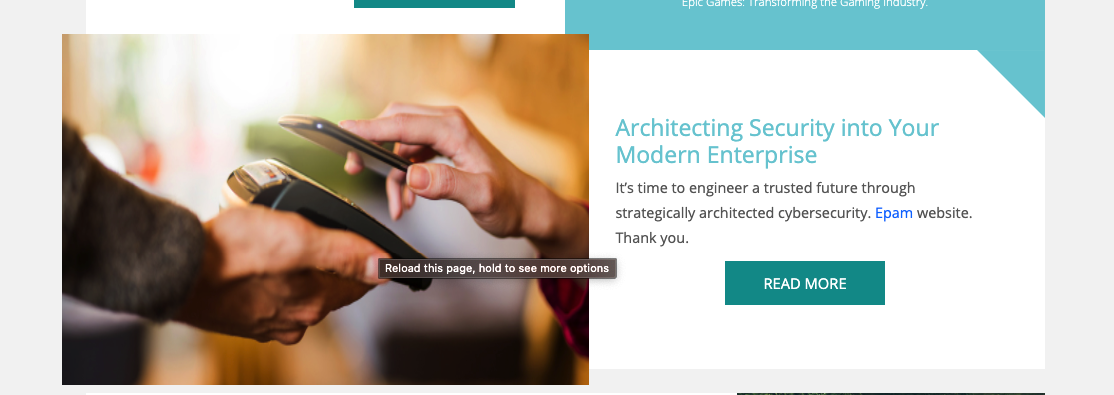 Epic Games: Transforming the Gaming Industry.
Architecting Security into Your
Modern Enterprise
It's time to engineer a trusted future through
strategically architected cybersecurity. Epam website.
Thank you.
Reload this page, hold to see more options
READ MORE